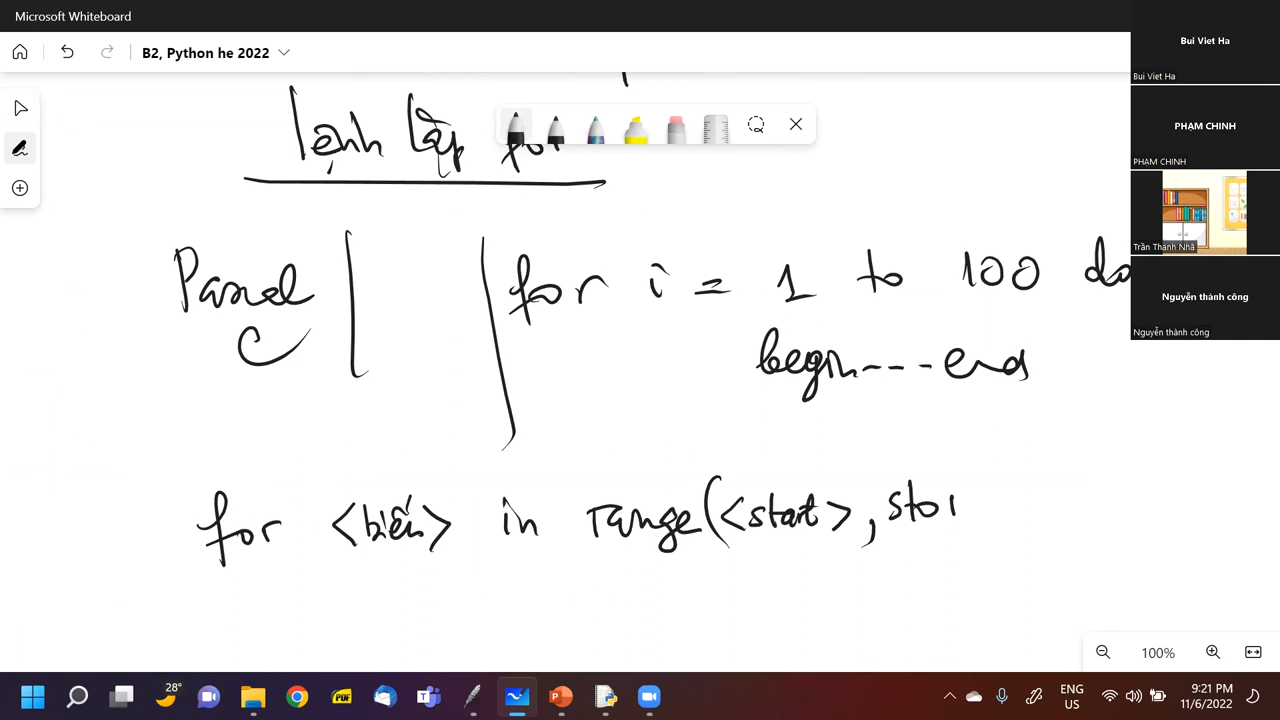 Microsoft Whiteboard
B2, Python he 2022
Bui Viet Ha
Bui Viet Ha
PHẠM CHINH
PHẠM CHINH
Trần Thanh Nhã
Nguyễn thành công
Nguyễn thành công
lệnh lặp for
Pascal
C
for i = 1 to 100 do
begin---end
for <biến> in range(<start>, sto
100%
28°
ENG
US
9:21 PM
11/6/2022